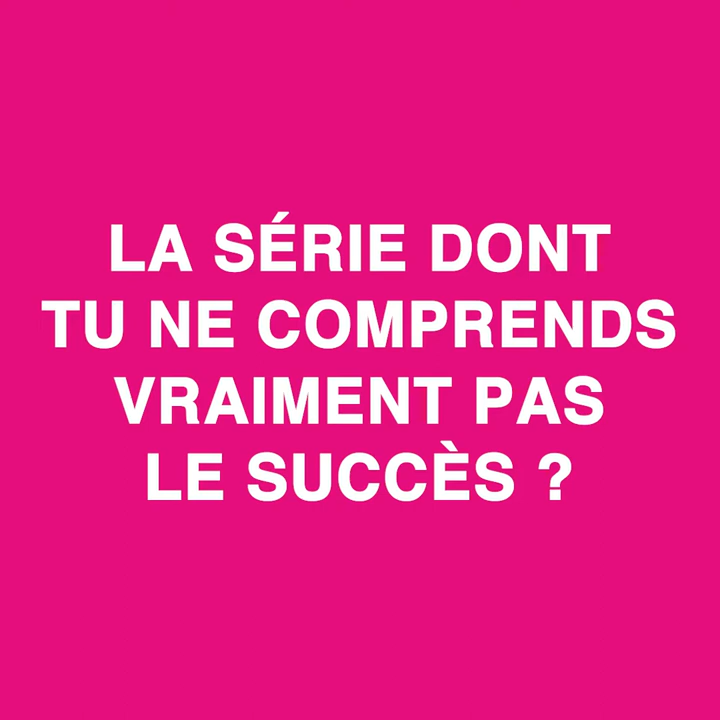 LA SÉRIE DONT
TU NE COMPRENDS
VRAIMENT PAS
LE SUCCÈS ?